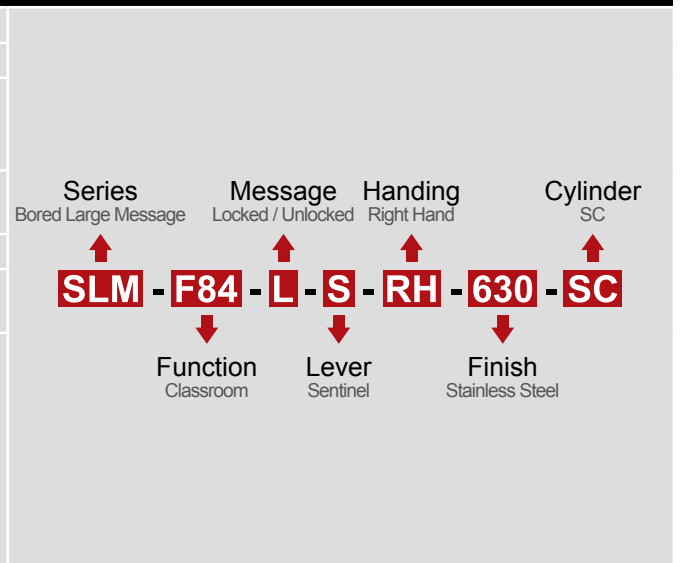 Series Message Handing Cylinder
Bored Large Message Locked / Unlocked Right Hand SC
SLM - F84 - L - S - RH - 630 - SC
Function Lever Finish
Classroom Sentinel Stainless Steel